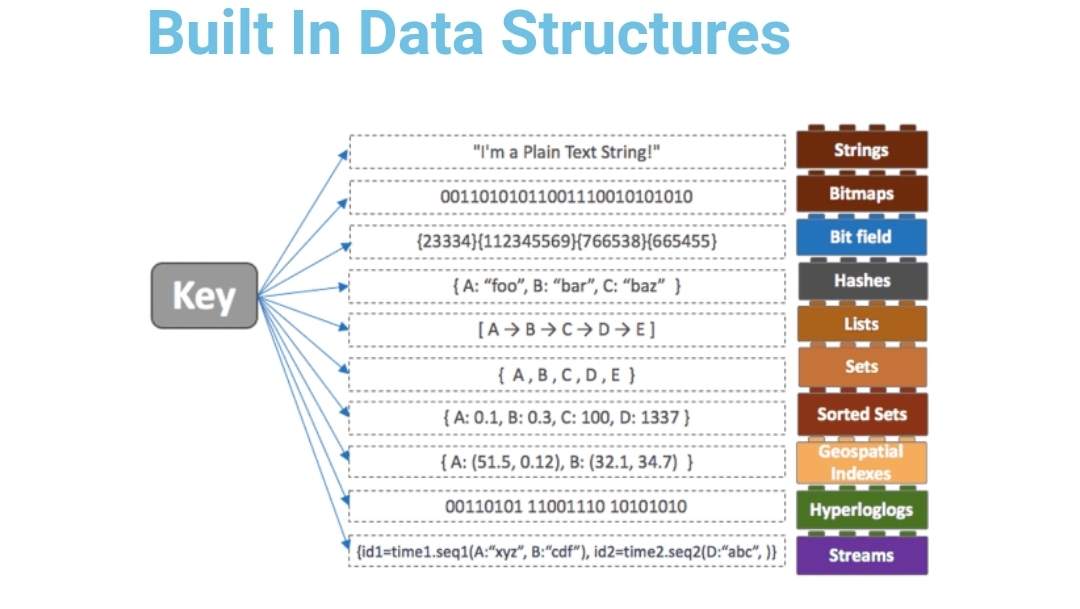 Built In Data Structures
Key
"I'm a Plain Text String!"
Strings
00110101011001110010101010
Bitmaps
{23334}{112345569}{766538}{665455}
Bit field
{ A: “foo”, B: “bar”, C: “baz” }
Hashes
[ A → B → C → D → E ]
Lists
{ A , B , C , D , E }
Sets
{ A: 0.1, B: 0.3, C: 100, D: 1337 }
Sorted Sets
{ A: (51.5, 0.12), B: (32.1, 34.7) }
Geospatial
Indexes
00110101 11001110 10101010
Hyperloglogs
{id1=time1.seq1(A:“xyz”, B:“cdf”), id2=time2.seq2(D:“abc”, )}
Streams